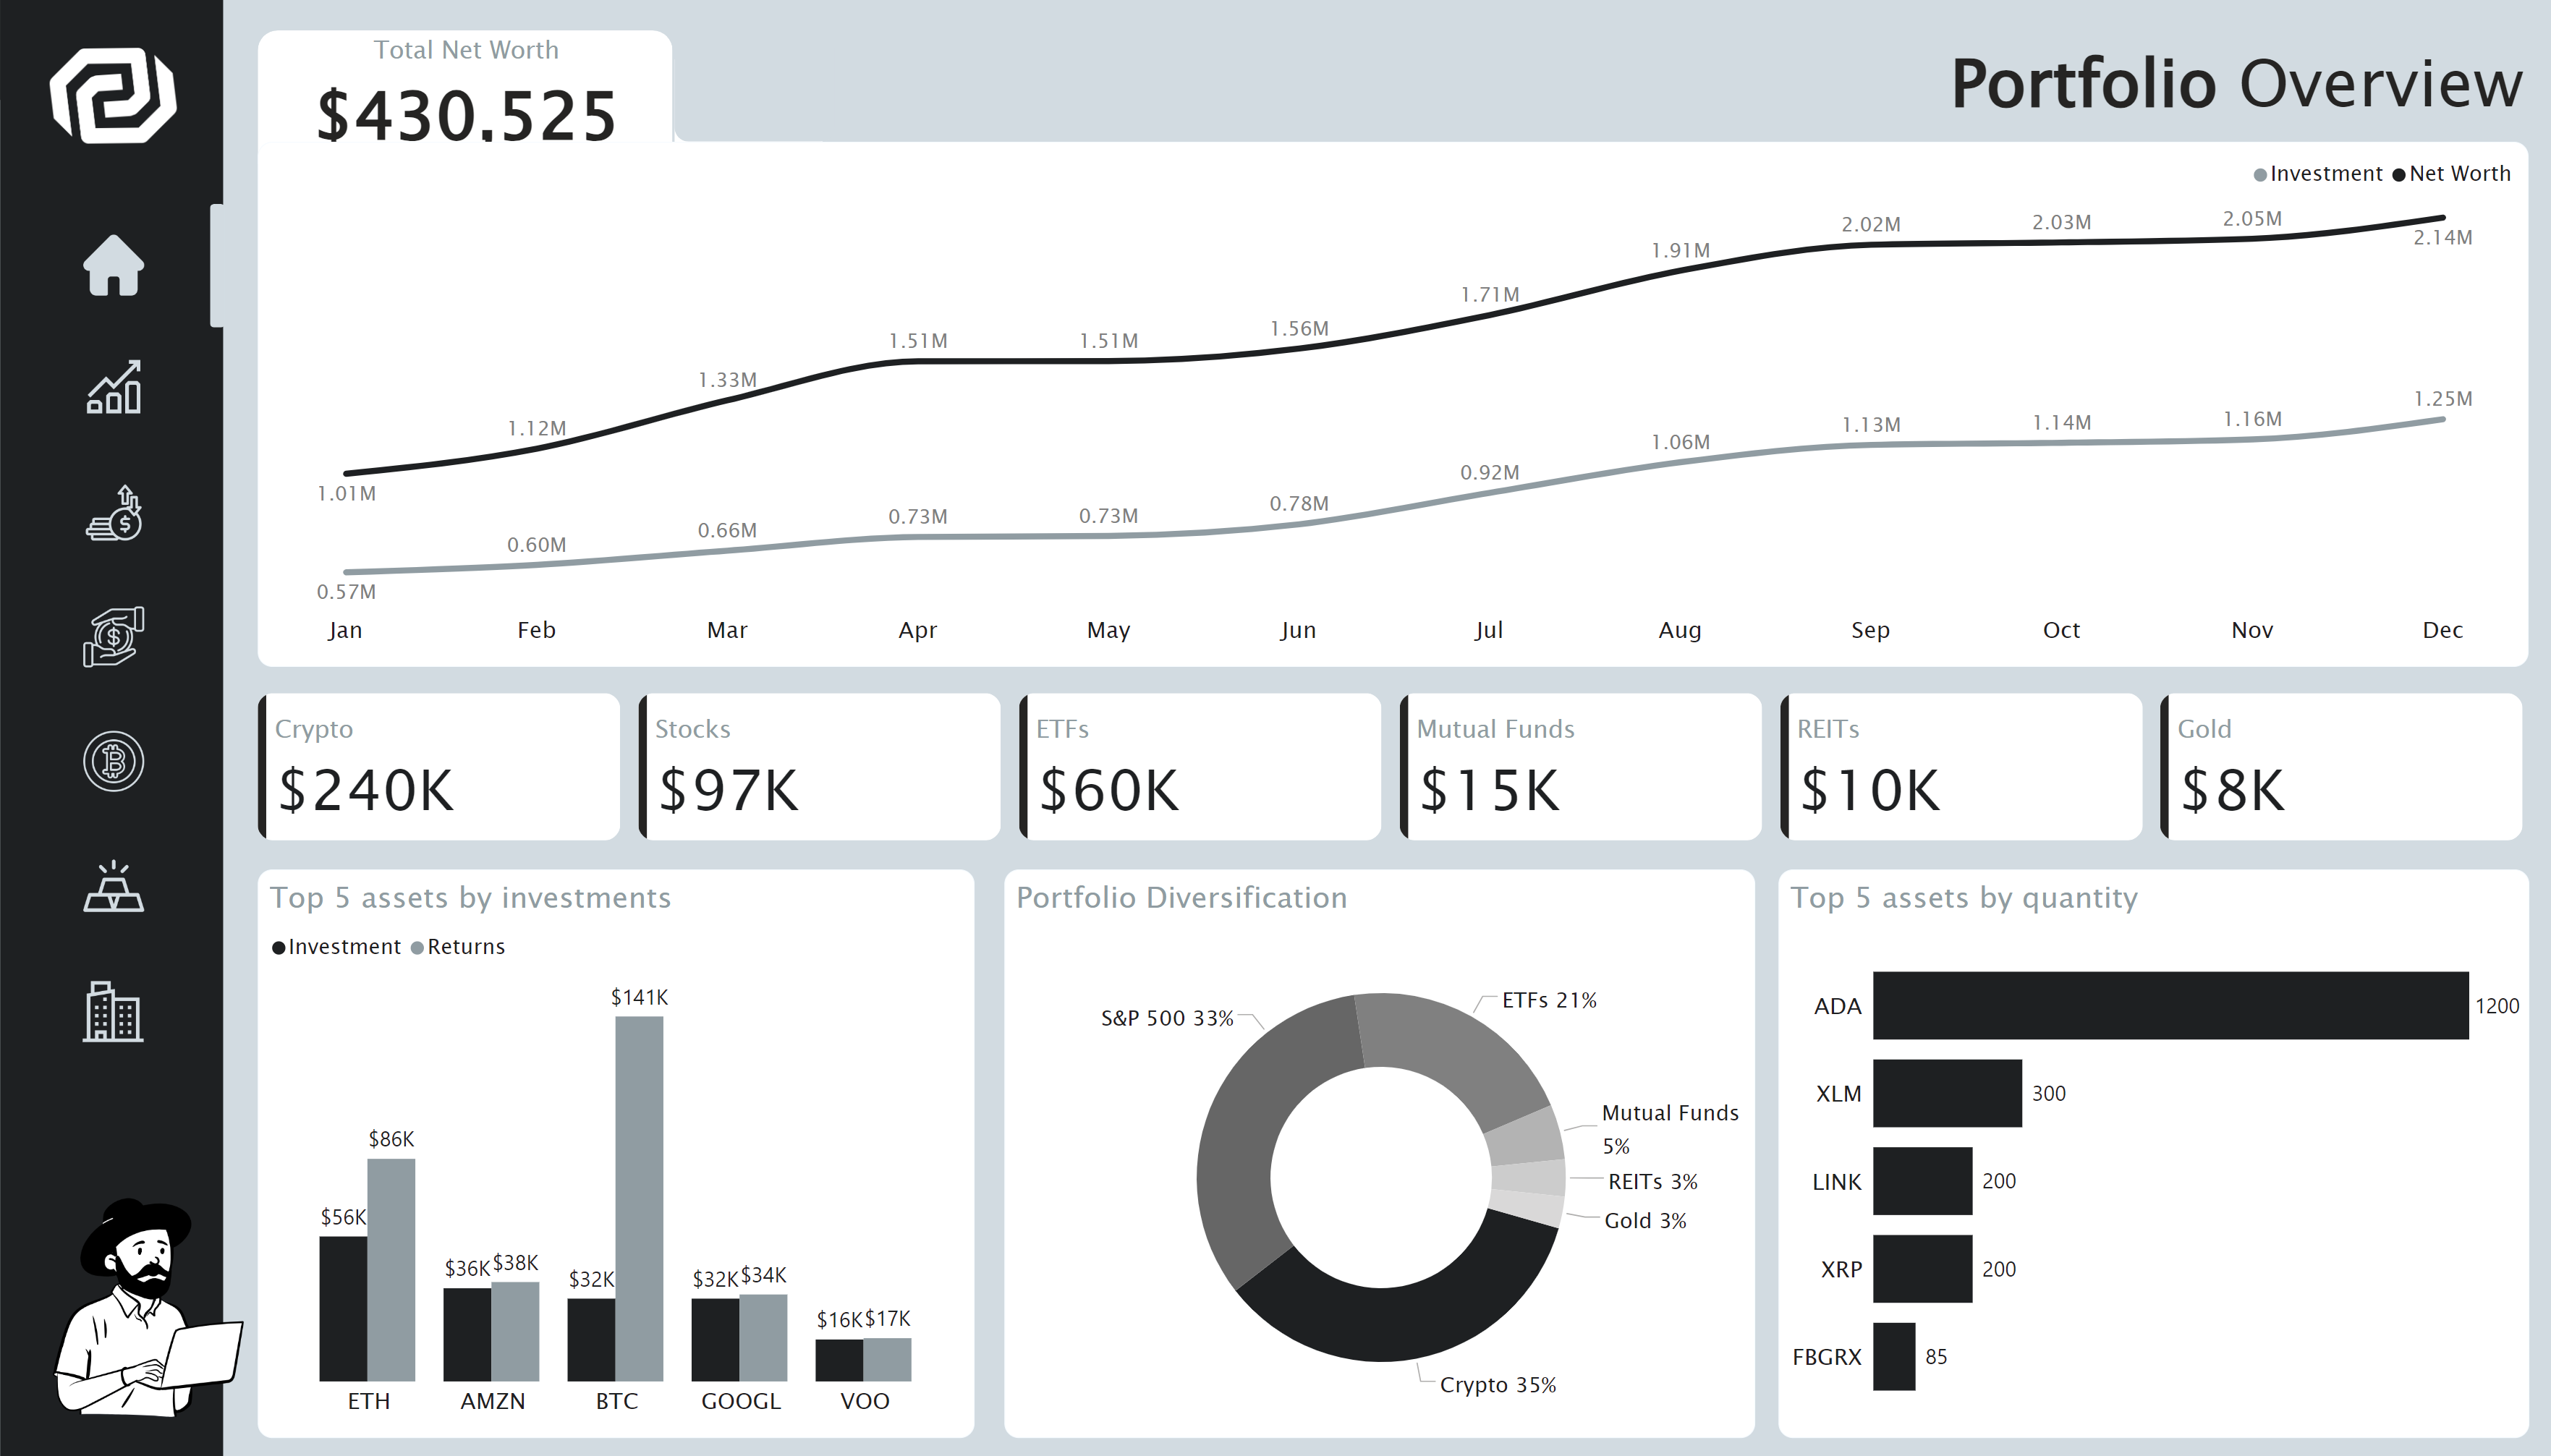 Total Net Worth
$430,525
Portfolio Overview
Investment Net Worth
2.02M 2.03M 2.05M
2.14M
1.91M
1.71M
1.56M
1.51M 1.51M
1.33M
1.12M
1.01M
1.25M
1.13M 1.14M 1.16M
1.06M
0.92M
0.78M
0.73M 0.73M
0.66M
0.60M
0.57M
Jan Feb Mar Apr May Jun Jul Aug Sep Oct Nov Dec
Crypto
$240K
Stocks
$97K
ETFs
$60K
Mutual Funds
$15K
REITs
$10K
Gold
$8K
Top 5 assets by investments
Investment Returns
$141K
$86K
$56K
$36K $38K
$32K
$32K $34K
$16K $17K
ETH AMZN BTC GOOGL VOO
Portfolio Diversification
ETFs 21%
S&P 500 33%
Mutual Funds
5%
REITs 3%
Gold 3%
Crypto 35%
Top 5 assets by quantity
ADA 1200
XLM 300
LINK 200
XRP 200
FBGRX 85